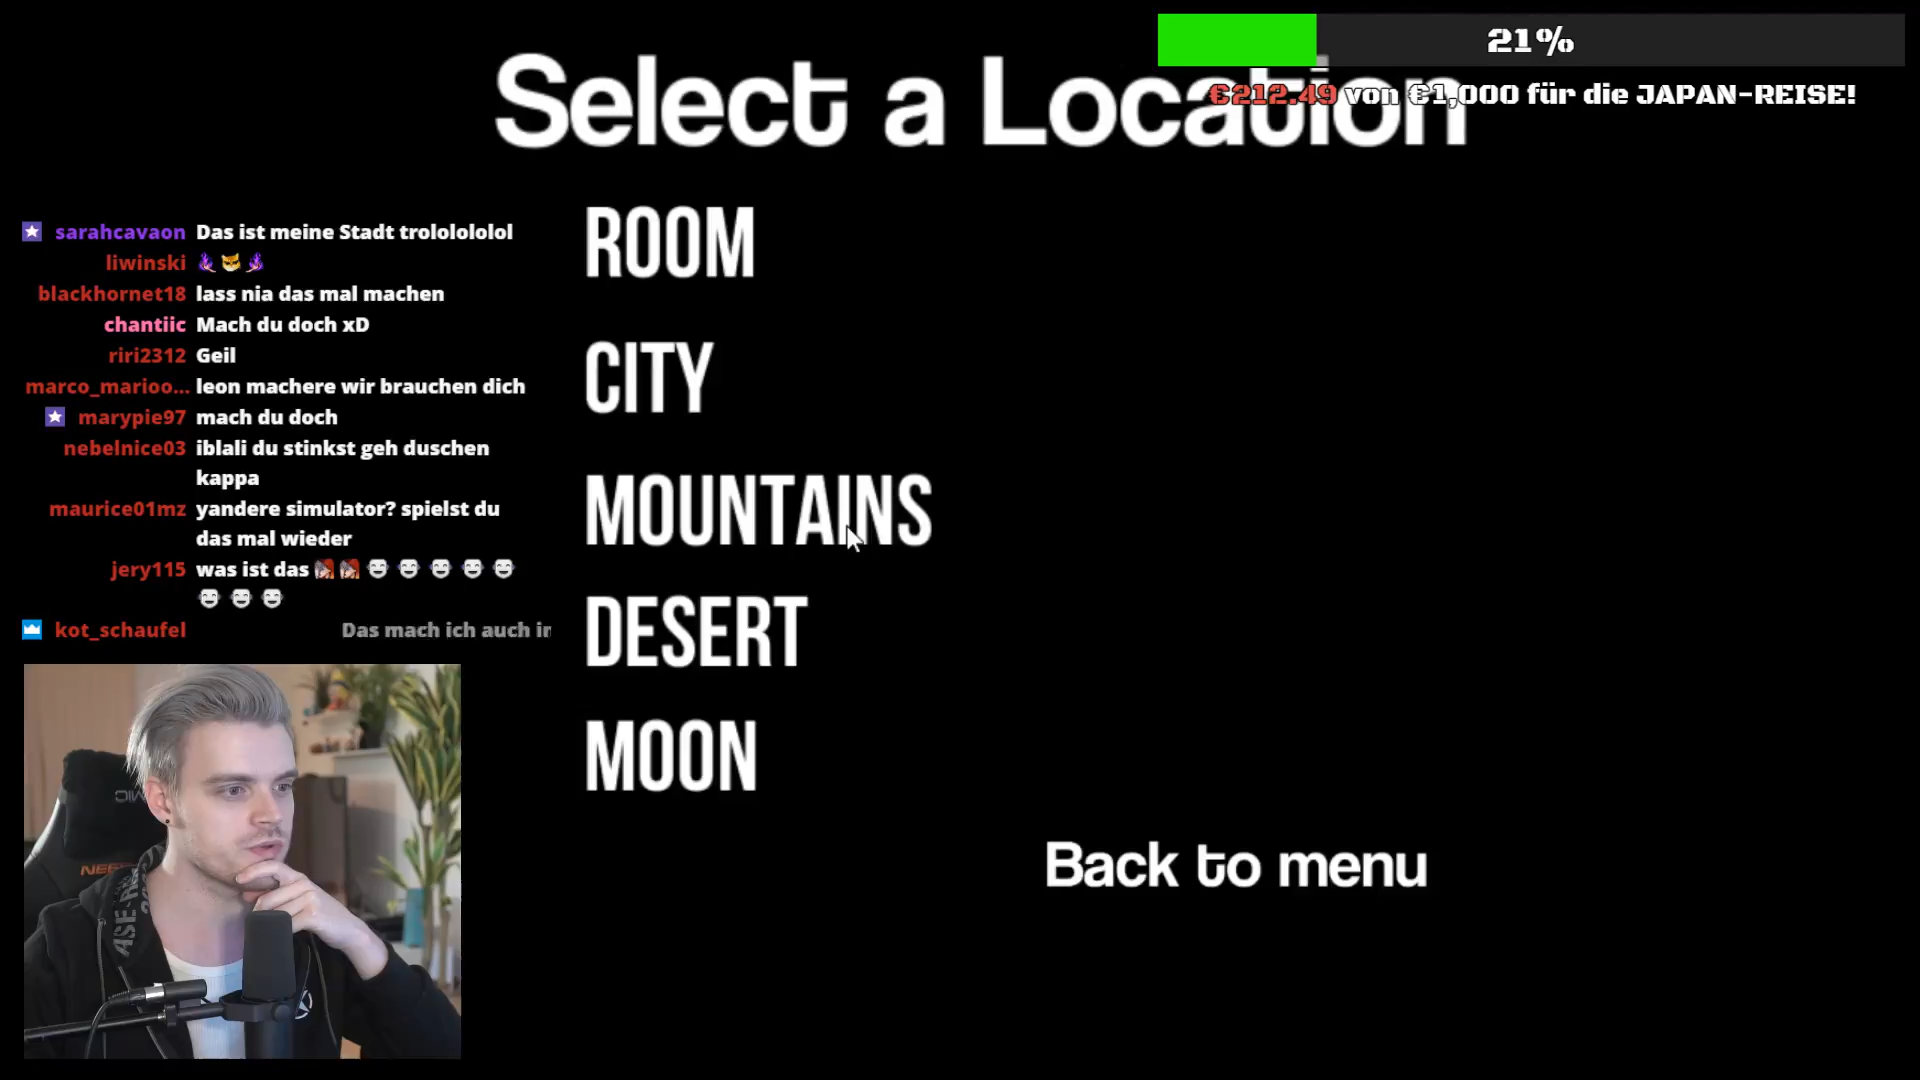 21%
Select a Location
€212.49 von €1,000 für die JAPAN-REISE!
ROOM
CITY
MOUNTAINS
DESERT
MOON
Back to menu
sarahcavaon Das ist meine Stadt trolololololol
liwinski
blackhornet18 lass nia das mal machen
chantiic Mach du doch xD
riri2312 Geil
marco_marioo... leon machere wir brauchen dich
marypie97 mach du doch
nebelnice03 iblali du stinkst geh duschen
kappa
maurice01mz yandere simulator? spielst du
das mal wieder
jery115 was ist das
kot_schaufel Das mach ich auch